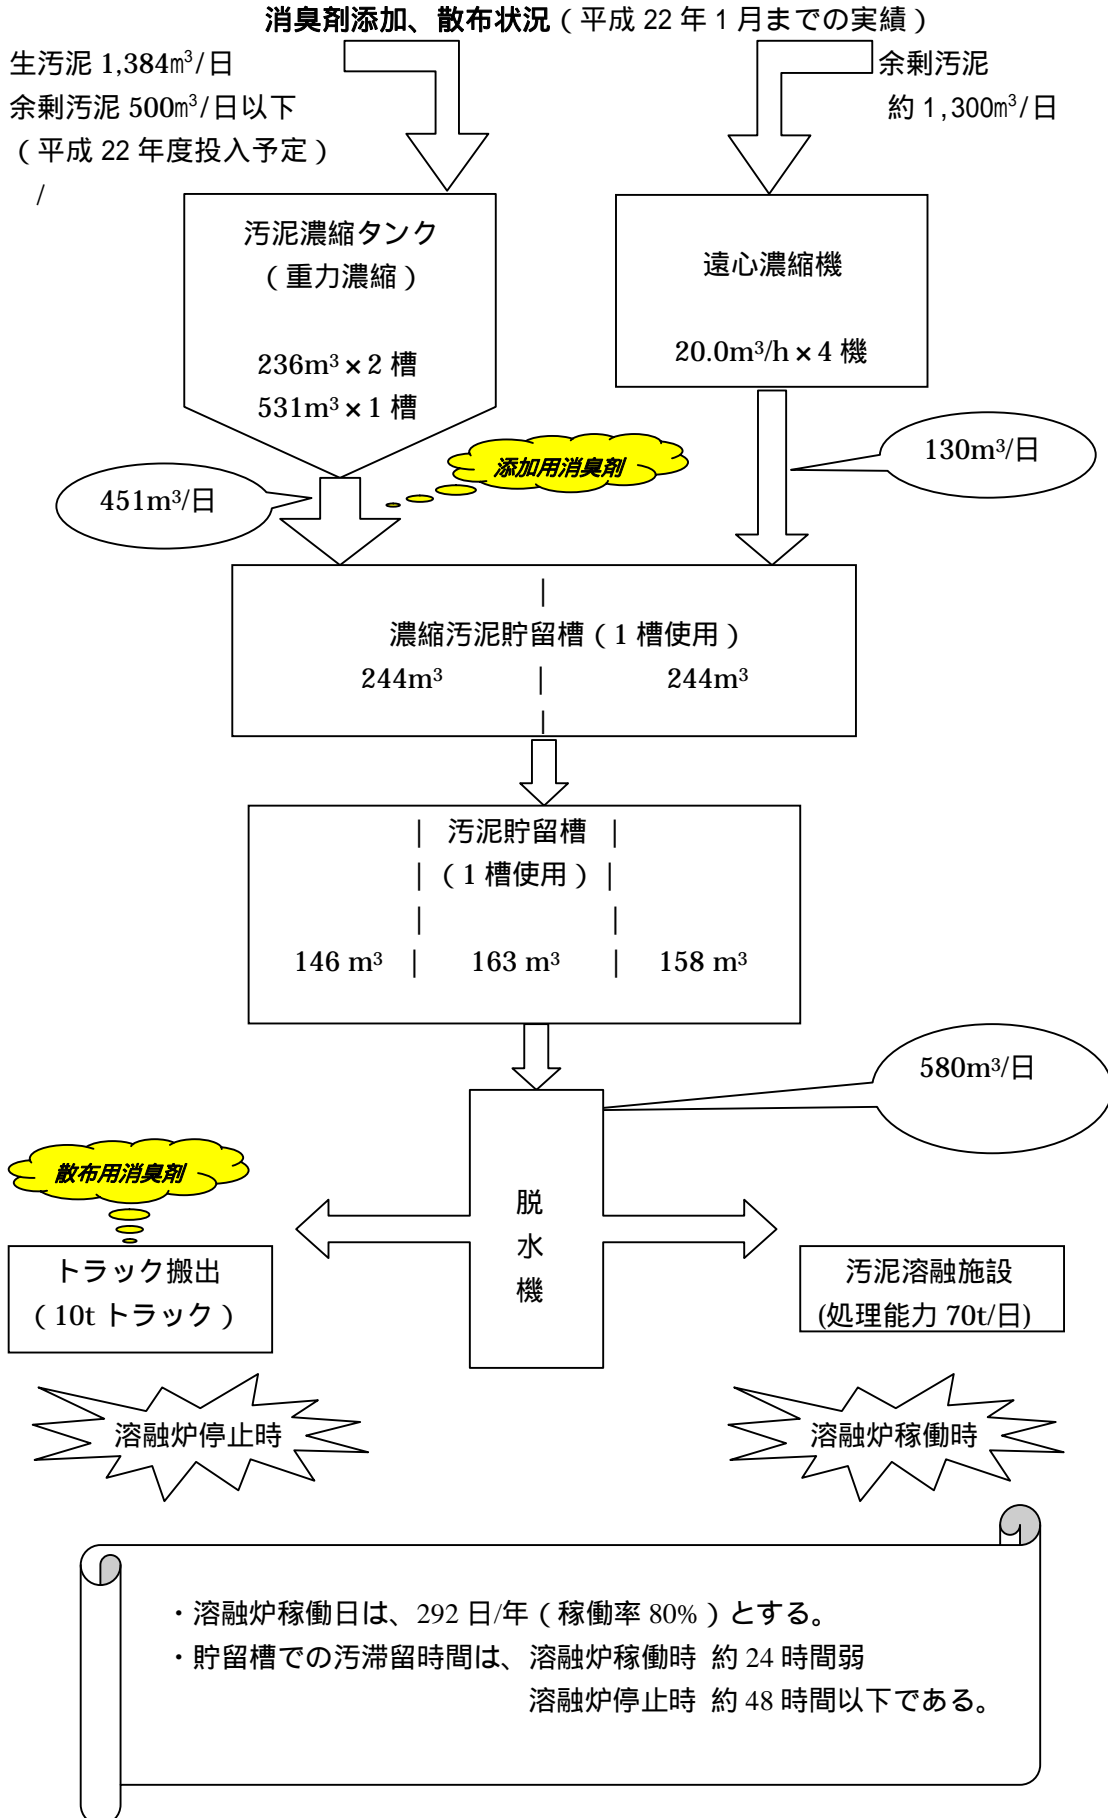 消臭剤添加、散布状況（平成 22 年 1 月までの実績）
生汚泥 1,384㎥/日
余剰汚泥 500㎥/日以下
（平成 22 年度投入予定）
/
余剰汚泥
約 1,300㎥/日
汚泥濃縮タンク
（重力濃縮）
236m³×2 槽
531m³×1 槽
遠心濃縮機
20.0m³/h×4 機
添加用消臭剤
451m³/日
130m³/日
濃縮汚泥貯留槽（1 槽使用）
244m³ | 244m³
| 汚泥貯留槽 |
| （1 槽使用）|
146 m³ | 163 m³ | 158 m³
580m³/日
散布用消臭剤
脱
水
機
トラック搬出
（10t トラック）
汚泥溶融施設
(処理能力 70t/日)
溶融炉停止時
溶融炉稼働時
・溶融炉稼働日は、292 日/年（稼働率 80%）とする。
・貯留槽での汚滞留時間は、溶融炉稼働時 約 24 時間弱
溶融炉停止時 約 48 時間以下である。